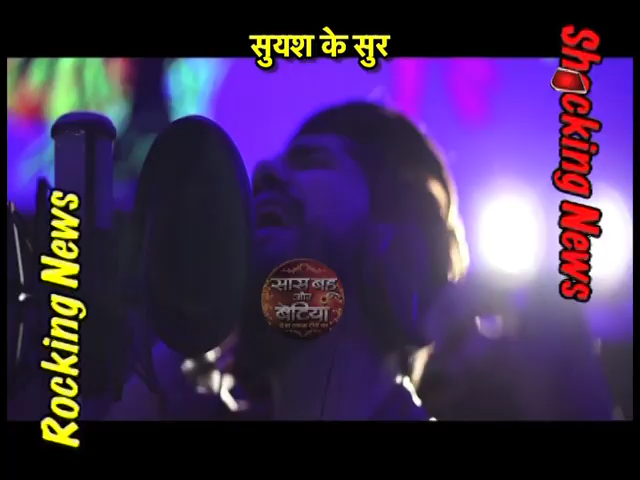 सुयश के सुर
Shocking News
Rocking News
सास बहू
और
बेटियां